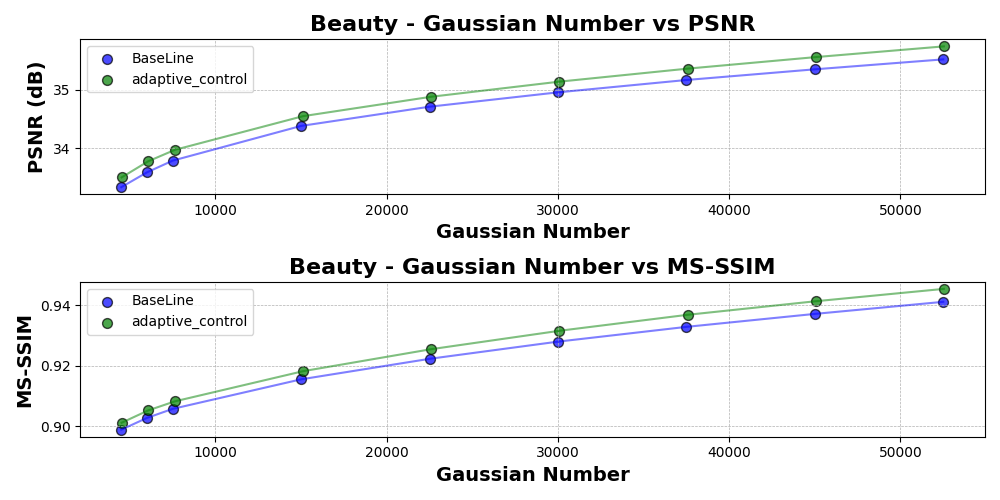 Beauty - Gaussian Number vs PSNR
BaseLine
adaptive_control
PSNR (dB)
35
34
10000 20000 30000 40000 50000
Gaussian Number
Beauty - Gaussian Number vs MS-SSIM
BaseLine
adaptive_control
MS-SSIM
0.94
0.92
0.90
10000 20000 30000 40000 50000
Gaussian Number